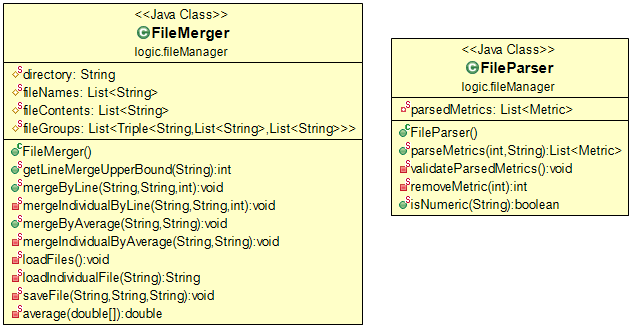 <<Java Class>>
FileMerger
logic.fileManager
directory: String
fileNames: List<String>
fileContents: List<String>
fileGroups: List<Triple<String,List<String>,List<String>>>
FileMerger()
getLineMergeUpperBound(String):int
mergeByLine(String,String,int):void
mergeIndividualByLine(String,String,int):void
mergeByAverage(String,String):void
mergeIndividualByAverage(String,String):void
loadFiles():void
loadIndividualFile(String):String
saveFile(String,String,String):void
average(double[]):double
<<Java Class>>
FileParser
logic.fileManager
parsedMetrics: List<Metric>
FileParser()
parseMetrics(int,String):List<Metric>
validateParsedMetrics():void
removeMetric(int):int
isNumeric(String):boolean